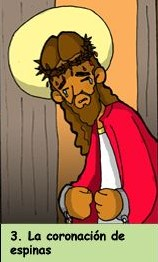 3. La coronación de
espinas